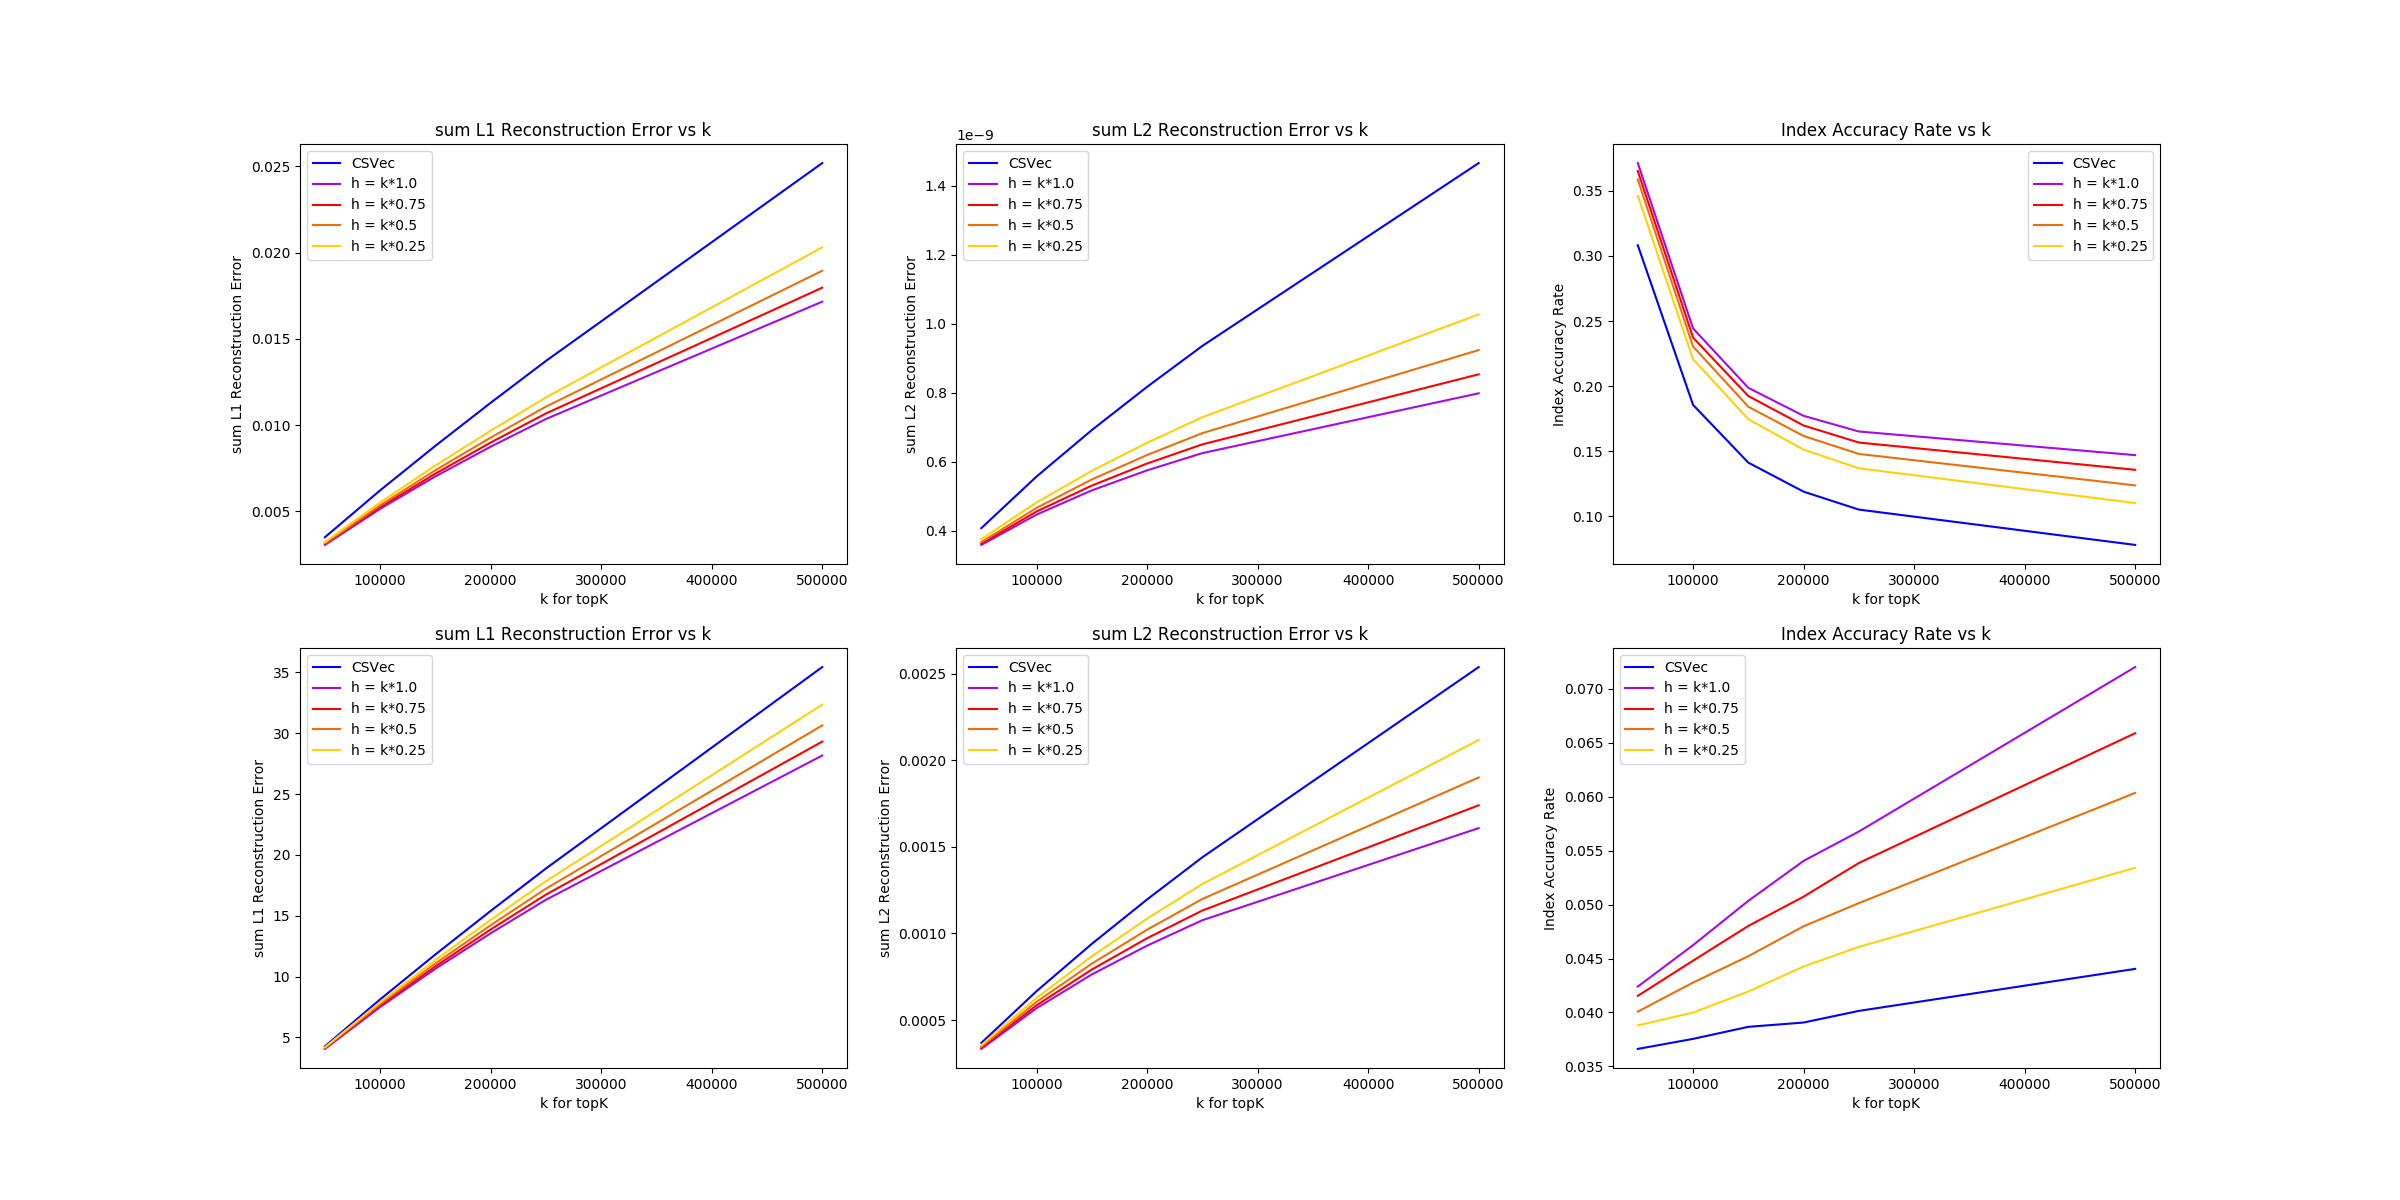 sum L1 Reconstruction Error vs k
CSVec
h = k*1.0
h = k*0.75
h = k*0.5
h = k*0.25
0.025
0.020
0.015
0.010
0.005
sum L1 Reconstruction Error
100000 200000 300000 400000 500000
k for topK
sum L2 Reconstruction Error vs k
1e−9
CSVec
h = k*1.0
h = k*0.75
h = k*0.5
h = k*0.25
1.4
1.2
1.0
0.8
0.6
0.4
sum L2 Reconstruction Error
100000 200000 300000 400000 500000
k for topK
Index Accuracy Rate vs k
CSVec
h = k*1.0
h = k*0.75
h = k*0.5
h = k*0.25
0.35
0.30
0.25
0.20
0.15
0.10
Index Accuracy Rate
100000 200000 300000 400000 500000
k for topK
sum L1 Reconstruction Error vs k
CSVec
h = k*1.0
h = k*0.75
h = k*0.5
h = k*0.25
35
30
25
20
15
10
5
sum L1 Reconstruction Error
100000 200000 300000 400000 500000
k for topK
sum L2 Reconstruction Error vs k
CSVec
h = k*1.0
h = k*0.75
h = k*0.5
h = k*0.25
0.0025
0.0020
0.0015
0.0010
0.0005
sum L2 Reconstruction Error
100000 200000 300000 400000 500000
k for topK
Index Accuracy Rate vs k
CSVec
h = k*1.0
h = k*0.75
h = k*0.5
h = k*0.25
0.070
0.065
0.060
0.055
0.050
0.045
0.040
0.035
Index Accuracy Rate
100000 200000 300000 400000 500000
k for topK